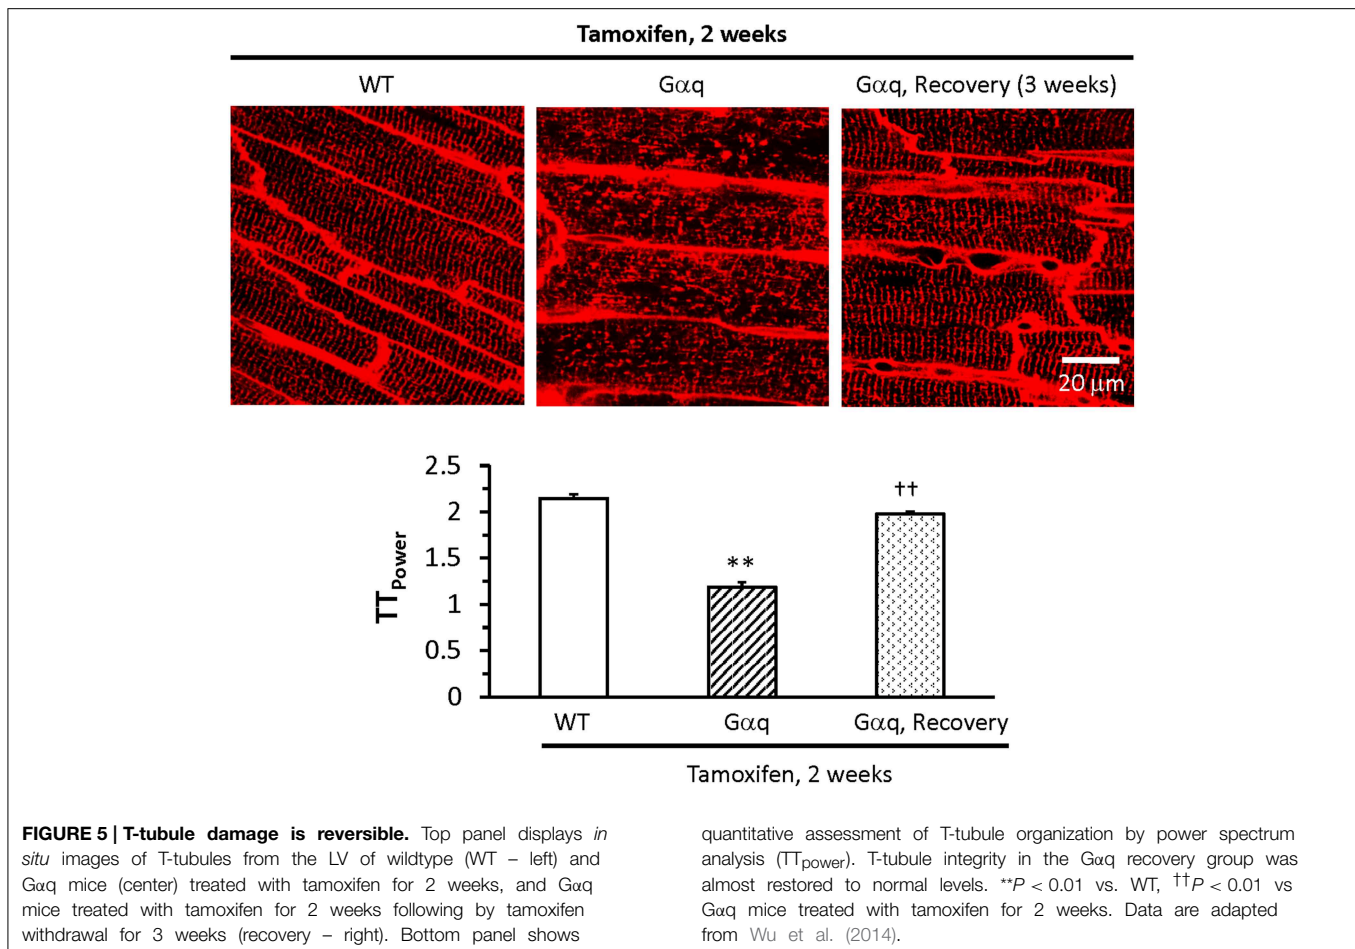 Tamoxifen, 2 weeks
WT
Gαq
Gαq, Recovery (3 weeks)
20 μm
2.5
2
1.5
1
0.5
0
TTPower
**
††
WT
Gαq
Gαq, Recovery
Tamoxifen, 2 weeks
FIGURE 5 | T-tubule damage is reversible. Top panel displays in
situ images of T-tubules from the LV of wildtype (WT – left) and
Gαq mice (center) treated with tamoxifen for 2 weeks, and Gαq
mice treated with tamoxifen for 2 weeks following by tamoxifen
withdrawal for 3 weeks (recovery – right). Bottom panel shows
quantitative assessment of T-tubule organization by power spectrum
analysis (TTpower). T-tubule integrity in the Gαq recovery group was
almost restored to normal levels. **P < 0.01 vs. WT, ††P < 0.01 vs
Gαq mice treated with tamoxifen for 2 weeks. Data are adapted
from Wu et al. (2014).